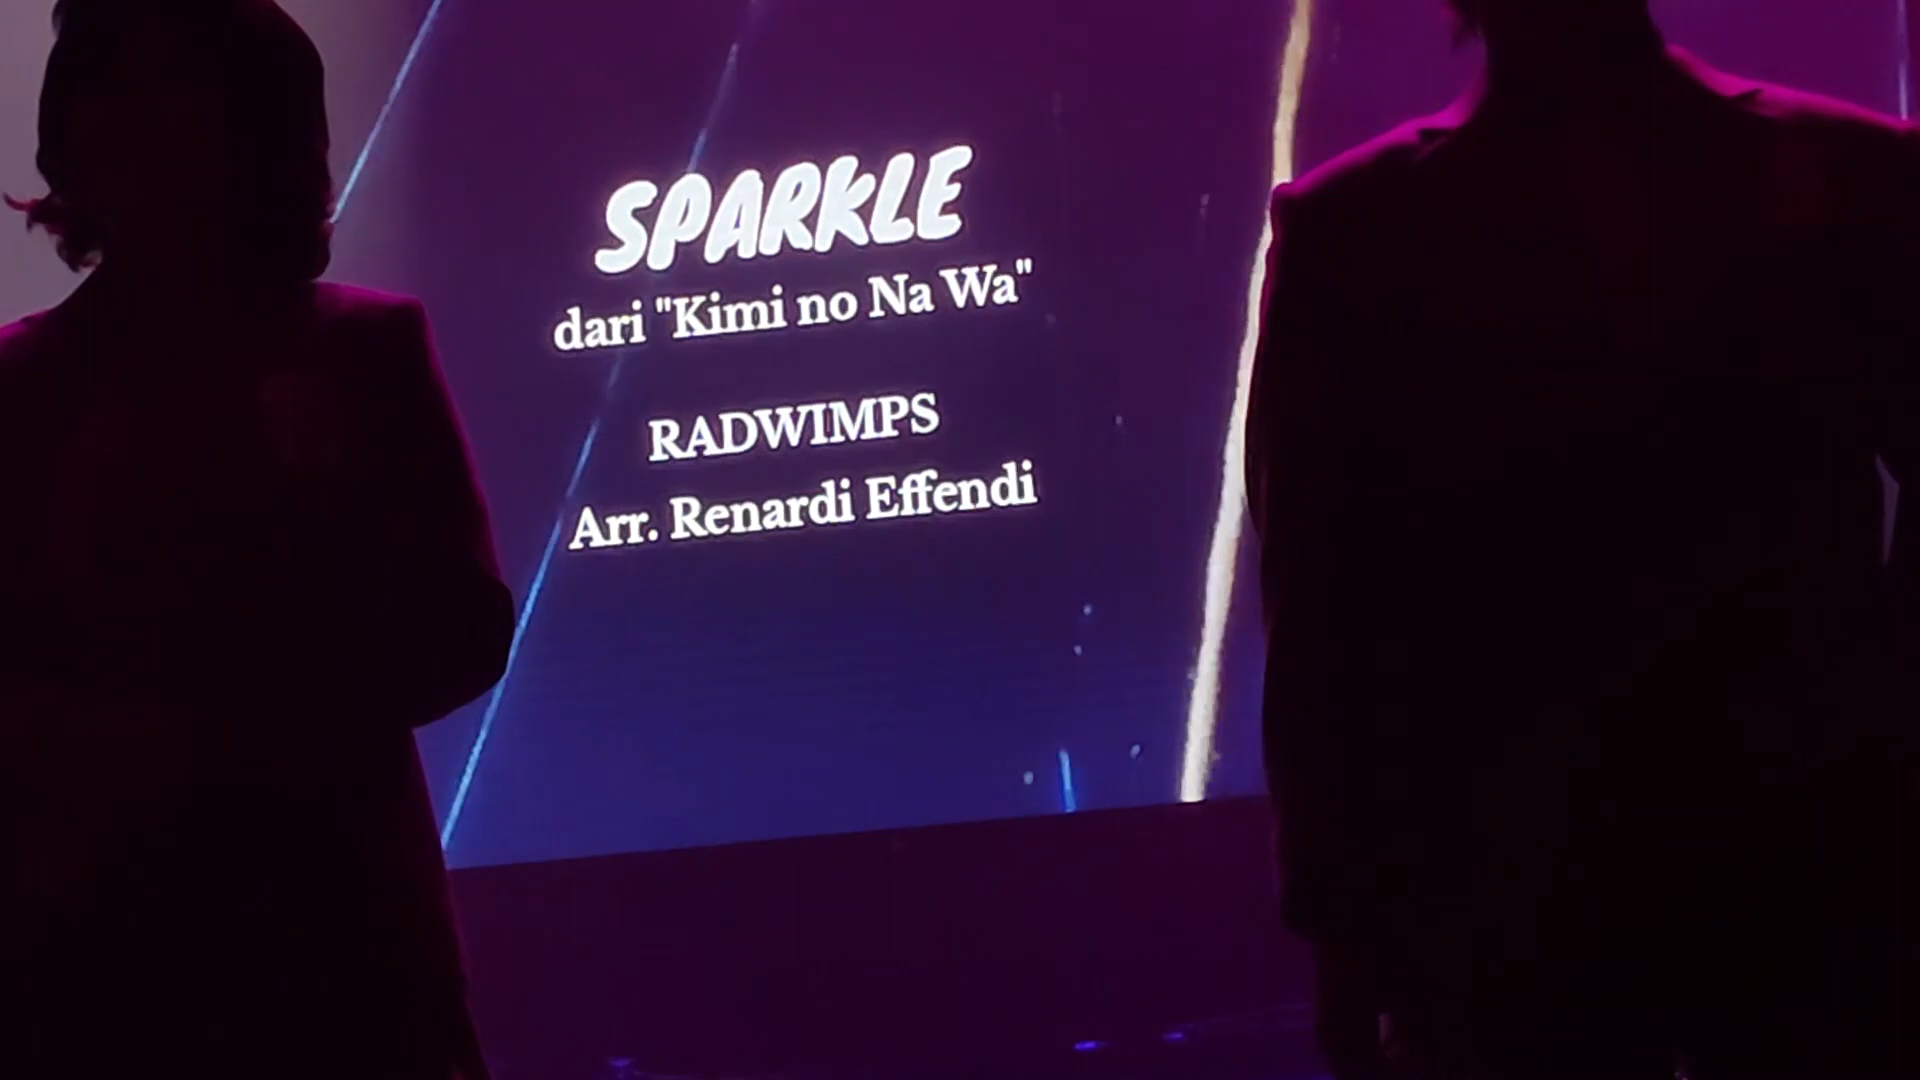 SPARKLE
dari "Kimi no Na Wa"
RADWIMPS
Arr. Renardi Effendi